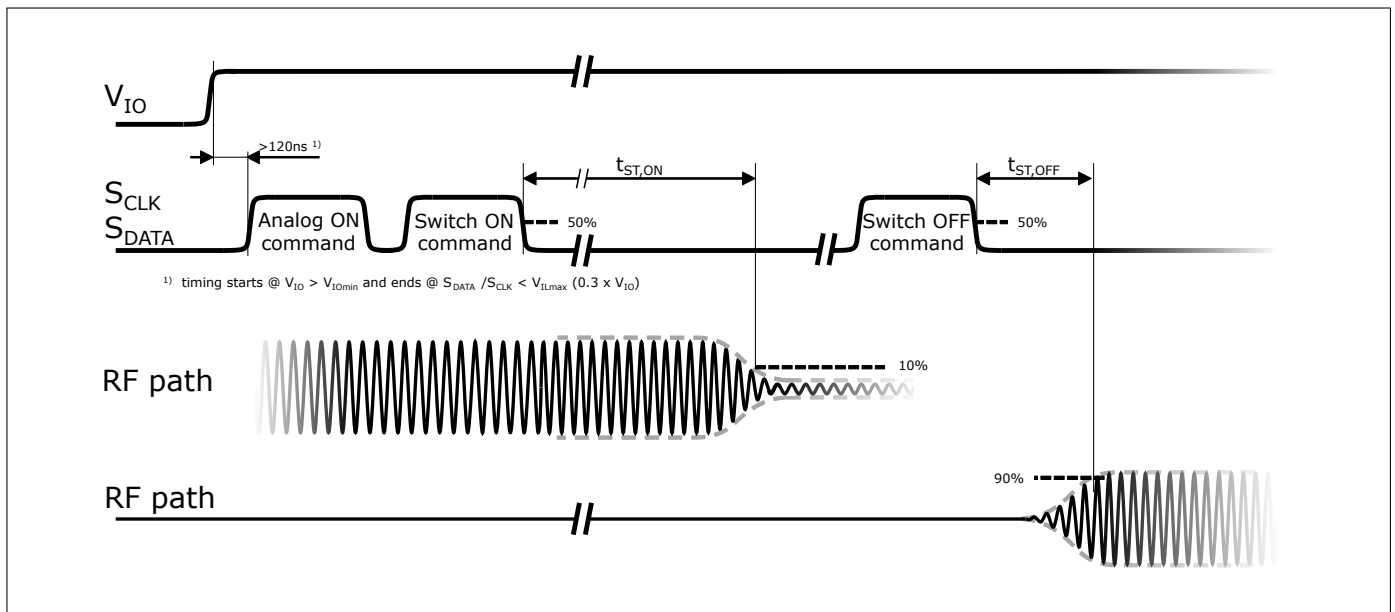 V_IO
>120ns 1)
t_ST,ON
t_ST,OFF
S_CLK
S_DATA
Analog ON
command
Switch ON
command
50%
Switch OFF
command
50%
1) timing starts @ V_IO > V_IOmin and ends @ S_DATA /S_CLK < V_ILmax (0.3 x V_IO)
RF path
10%
RF path
90%